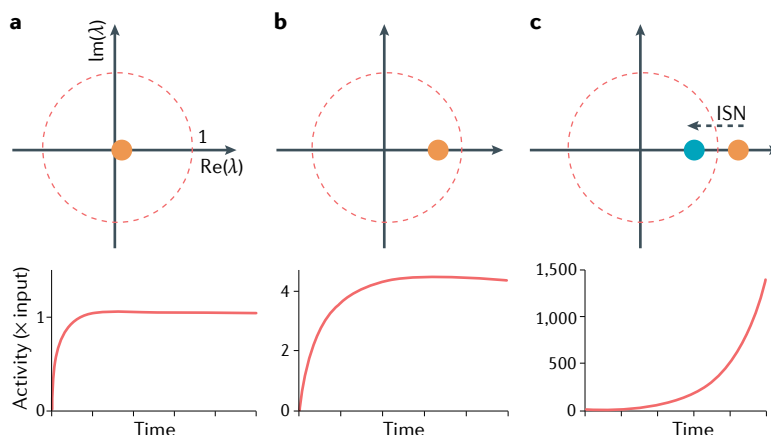 a
b
c
Im(λ)
1
Re(λ)
ISN
Activity (× input)
1
0
Time
4
2
0
Time
1,500
1,000
500
0
Time